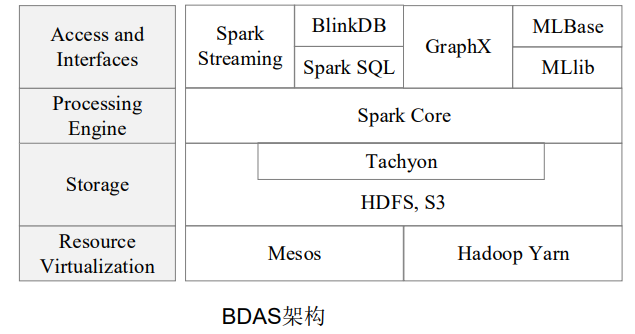 Access and
Interfaces
Spark
Streaming
BlinkDB
Spark SQL
GraphX
MLBase
MLlib
Processing
Engine
Spark Core
Storage
Tachyon
HDFS, S3
Resource
Virtualization
Mesos
Hadoop Yarn
BDAS架构